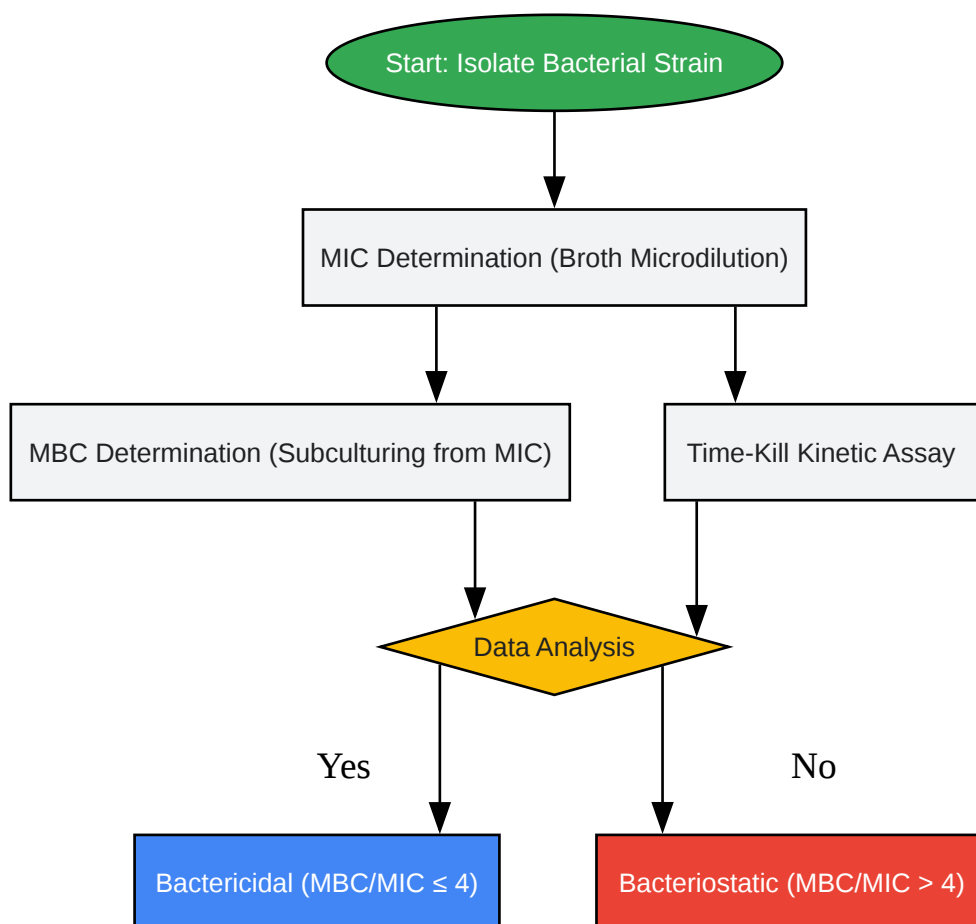 Start: Isolate Bacterial Strain
MIC Determination (Broth Microdilution)
MBC Determination (Subculturing from MIC)
Time-Kill Kinetic Assay
Data Analysis
Yes
No
Bactericidal (MBC/MIC ≤ 4)
Bacteriostatic (MBC/MIC > 4)